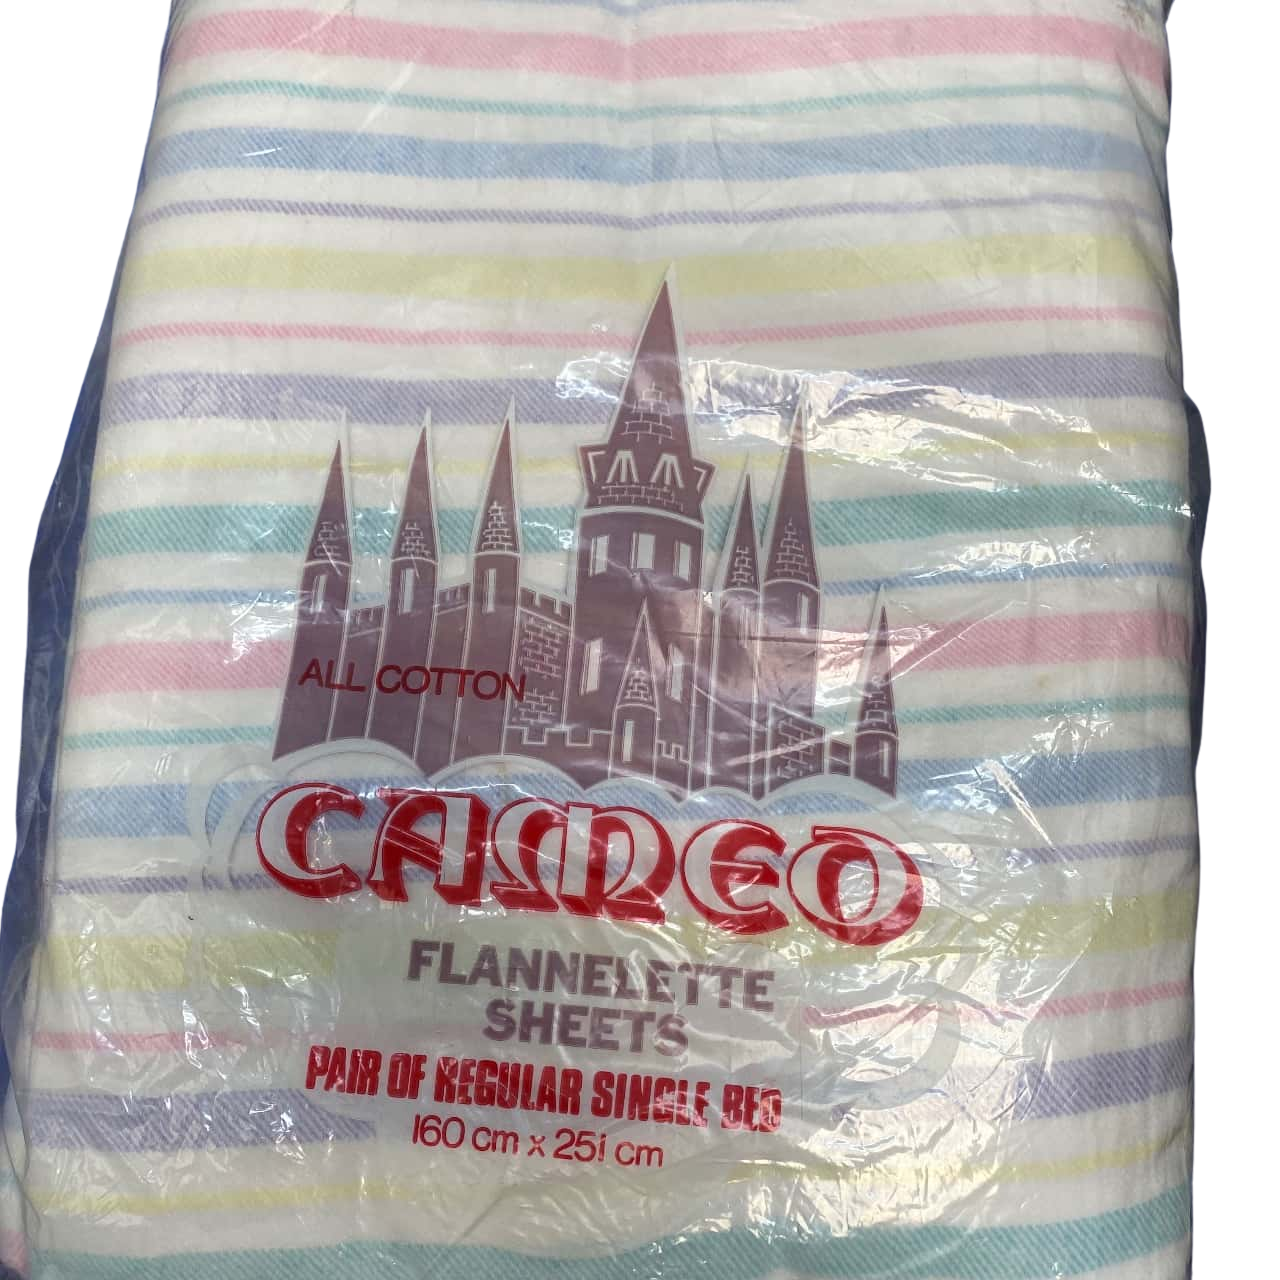 ALL COTTON
CAMEO
FLANNELETTE
SHEETS
PAIR OF REGULAR SINGLE BED
160 cm x 251 cm